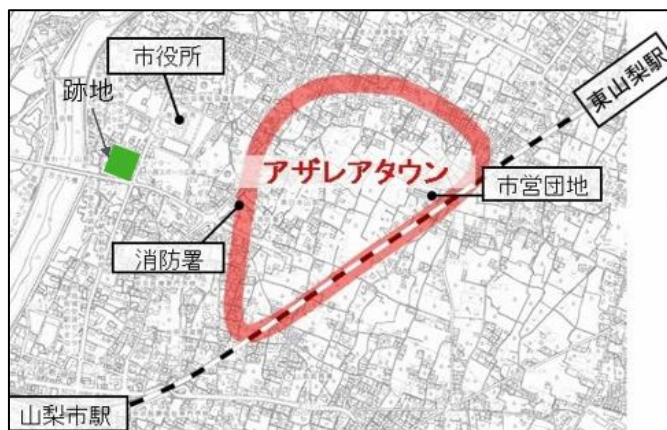 市役所
跡地
東山梨駅
アザレアタウン
市営団地
消防署
山梨市駅